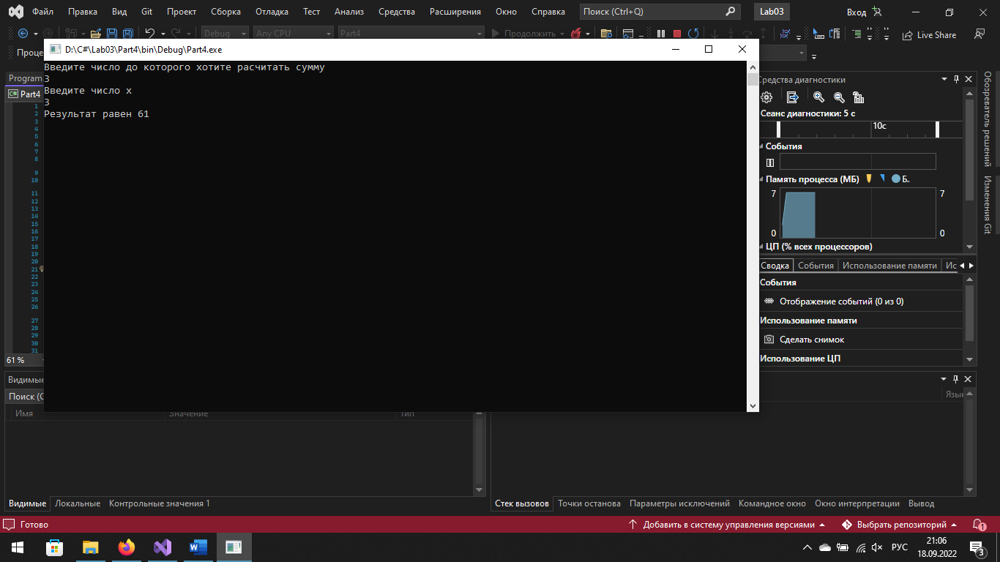 Файл Правка Вид Git Проект Сборка Отладка Тест Анализ Средства Расширения Окно Справка Поиск (Ctrl+Q) Lab03 Вход
Debug Any CPU Part4 Продолжить Live Share
Проце
D:\C#\Lab03\Part4\bin\Debug\Part4.exe
Введите число до которого хотите расчитать сумму
3
Введите число x
3
Результат равен 61
Program.
C# Part4
1
2
3
4
5
6
7
8
9
10
11
12
13
14
15
16
17
18
19
20
21
22
23
24
25
26
27
28
29
30
31
61 %
Средства диагностики
Сеанс диагностики: 5 с
10с
События
Память процесса (МБ) Б..
7 7
0 0
ЦП (% всех процессоров)
Сводка События Использование памяти Ис
События
Отображение событий (0 из 0)
Использование памяти
Сделать снимок
Использование ЦП
Обозреватель решений
Изменения Git
Видимые
Поиск (C
Имя Значение Тип
Язык
Видимые Локальные Контрольные значения 1
Стек вызовов Точки останова Параметры исключений Командное окно Окно интерпретации Вывод
Готово Добавить в систему управления версиями Выбрать репозиторий 1
РУС 21:06
18.09.2022 3